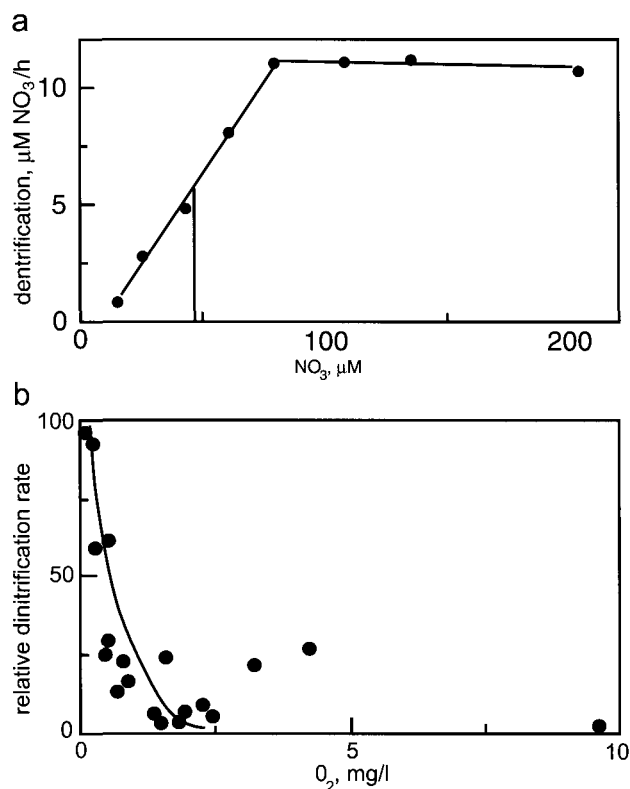 a
dentrification, µM NO3/h
10
5
0
0 100 200
NO3, µM
b
relative dinitrification rate
100
50
0
0 5 10
O2, mg/l